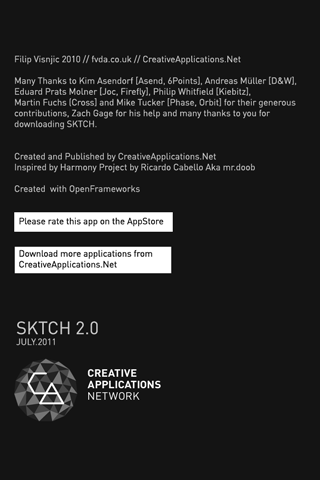 Filip Visnjic 2010 // fvda.co.uk // CreativeApplications.Net
Many Thanks to Kim Asendorf [Asend, 6Points], Andreas Müller [D&W],
Eduard Prats Molner [Joc, Firefly], Philip Whitfield [Kiebitz],
Martin Fuchs [Cross] and Mike Tucker [Phase, Orbit] for their generous
contributions, Zach Gage for his help and many thanks to you for
downloading SKTCH.
Created and Published by CreativeApplications.Net
Inspired by Harmony Project by Ricardo Cabello Aka mr.doob
Created with OpenFrameworks
Please rate this app on the AppStore
Download more applications from
CreativeApplications.Net
SKTCH 2.0
JULY.2011
CA
CREATIVE
APPLICATIONS
NETWORK